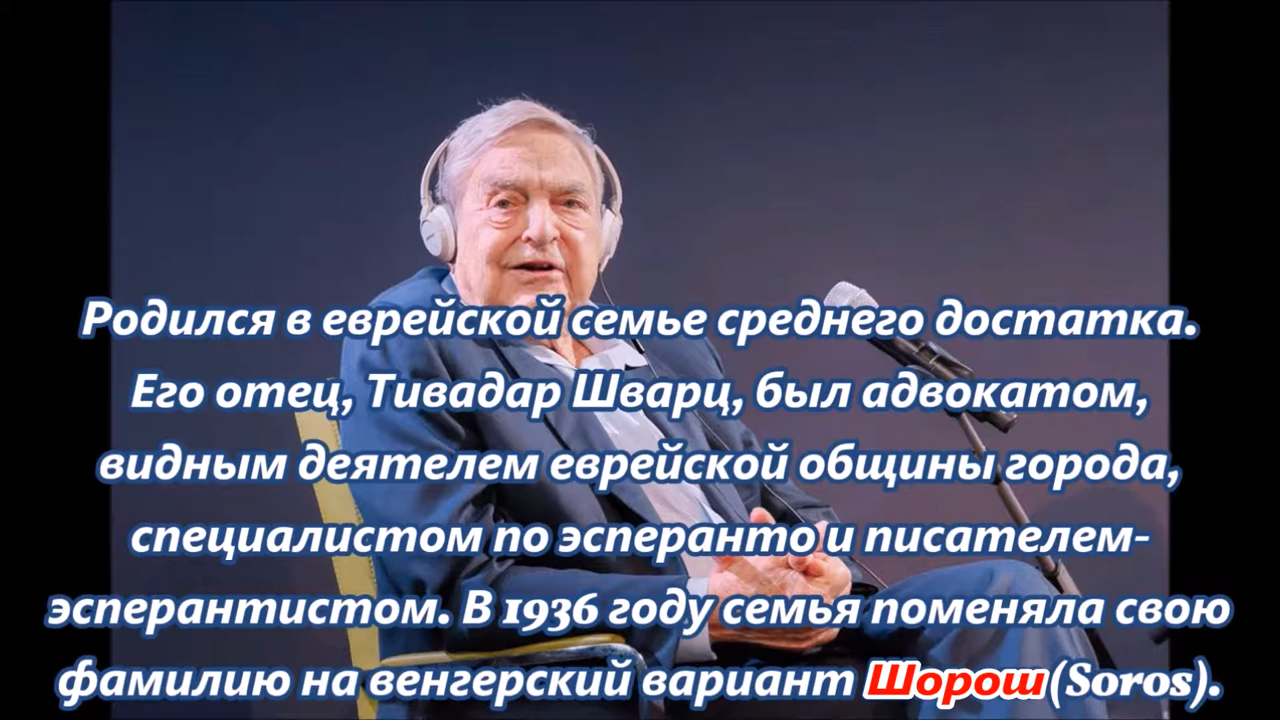 Родился в еврейской семье среднего достатка.
Его отец, Тивадар Шварц, был адвокатом,
видным деятелем еврейской общины города,
специалистом по эсперанто и писателем-
эсперантистом. В 1936 году семья поменяла свою
фамилию на венгерский вариант Шорош(Soros).